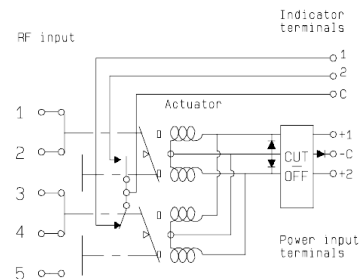 Indicator
terminals
RF input
1
2
C
Actuator
1
2
3
4
5
CUT
OFF
+1
-C
+2
Power input
terminals